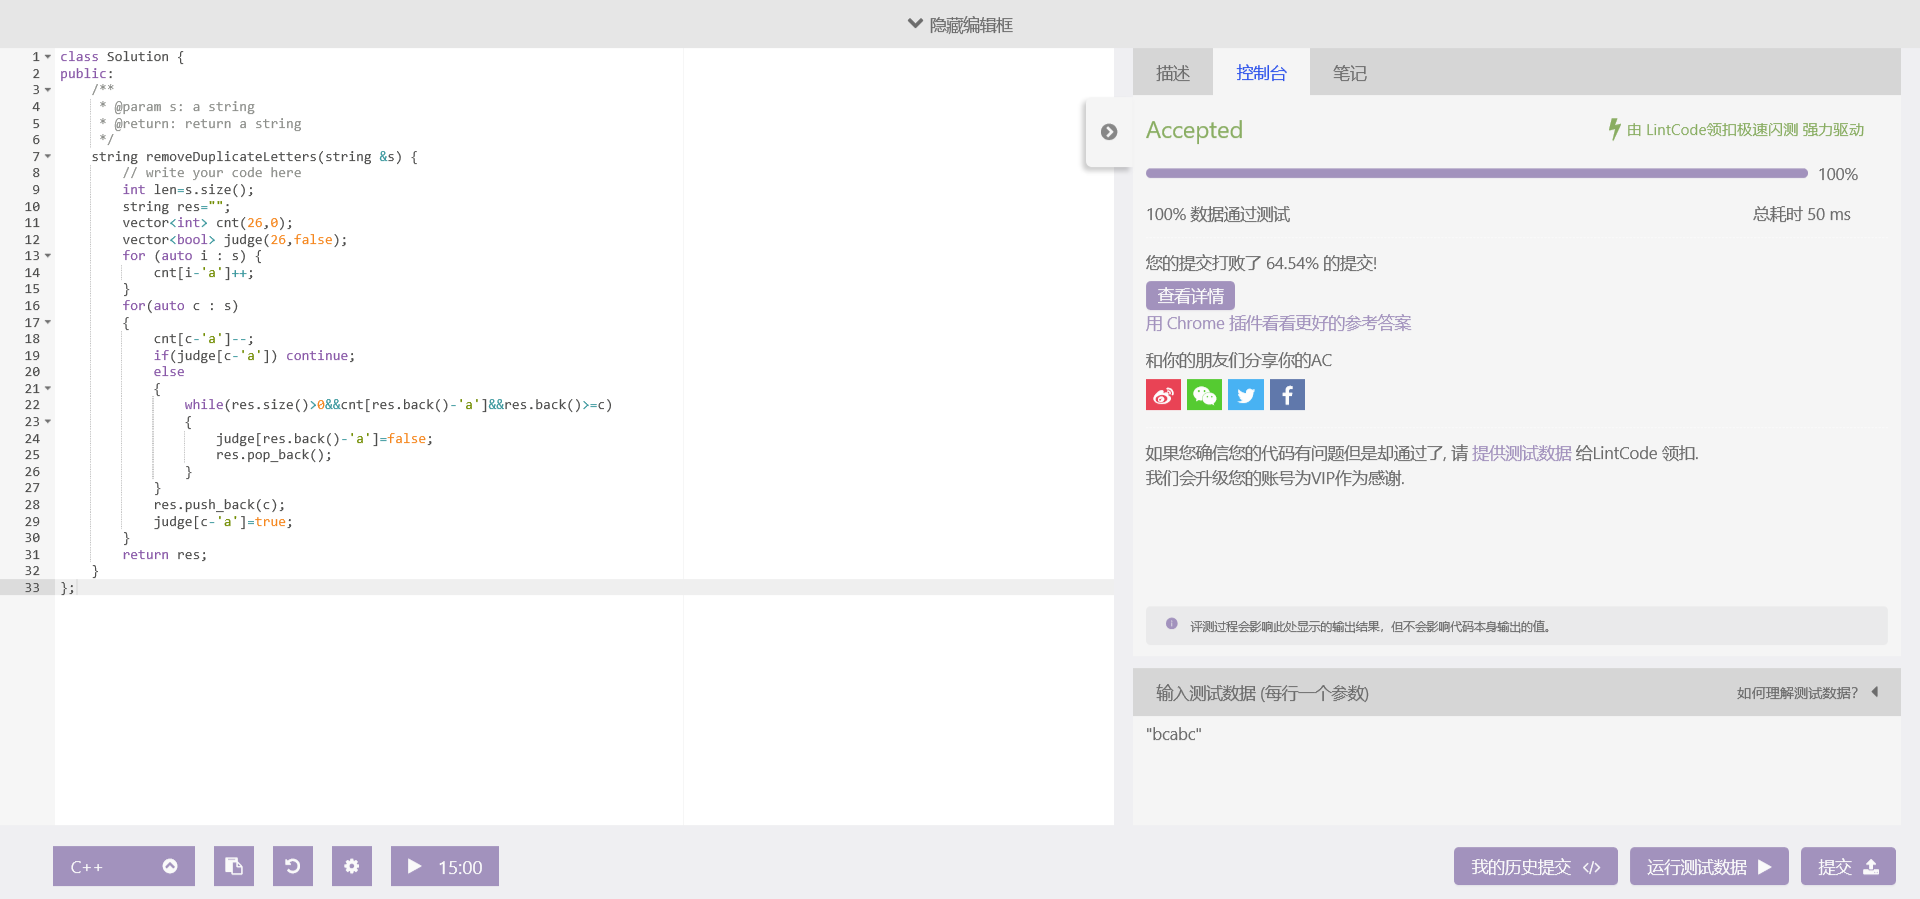 隐藏编辑框
1 class Solution {
2 public:
3 /**
4 * @param s: a string
5 * @return: return a string
6 */
7 string removeDuplicateLetters(string &s) {
8 // write your code here
9 int len=s.size();
10 string res="";
11 vector<int> cnt(26,0);
12 vector<bool> judge(26,false);
13 for (auto i : s) {
14 cnt[i-'a']++;
15 }
16 for(auto c : s)
17 {
18 cnt[c-'a']--;
19 if(judge[c-'a']) continue;
20 else
21 {
22 while(res.size()>0&&cnt[res.back()-'a']&&res.back()>=c)
23 {
24 judge[res.back()-'a']=false;
25 res.pop_back();
26 }
27 }
28 res.push_back(c);
29 judge[c-'a']=true;
30 }
31 return res;
32 }
33 };
描述 控制台 笔记
Accepted 由 LintCode领扣极速闪测 强力驱动
100%
100% 数据通过测试 总耗时 50 ms
您的提交打败了 64.54% 的提交!
查看详情
用 Chrome 插件看看更好的参考答案
和你的朋友们分享你的AC
如果您确信您的代码有问题但是却通过了, 请 提供测试数据 给LintCode 领扣.
我们会升级您的账号为VIP作为感谢.
评测过程会影响此处显示的输出结果，但不会影响代码本身输出的值。
输入测试数据 (每行一个参数) 如何理解测试数据?
"bcabc"
C++ 15:00 我的历史提交 运行测试数据 提交